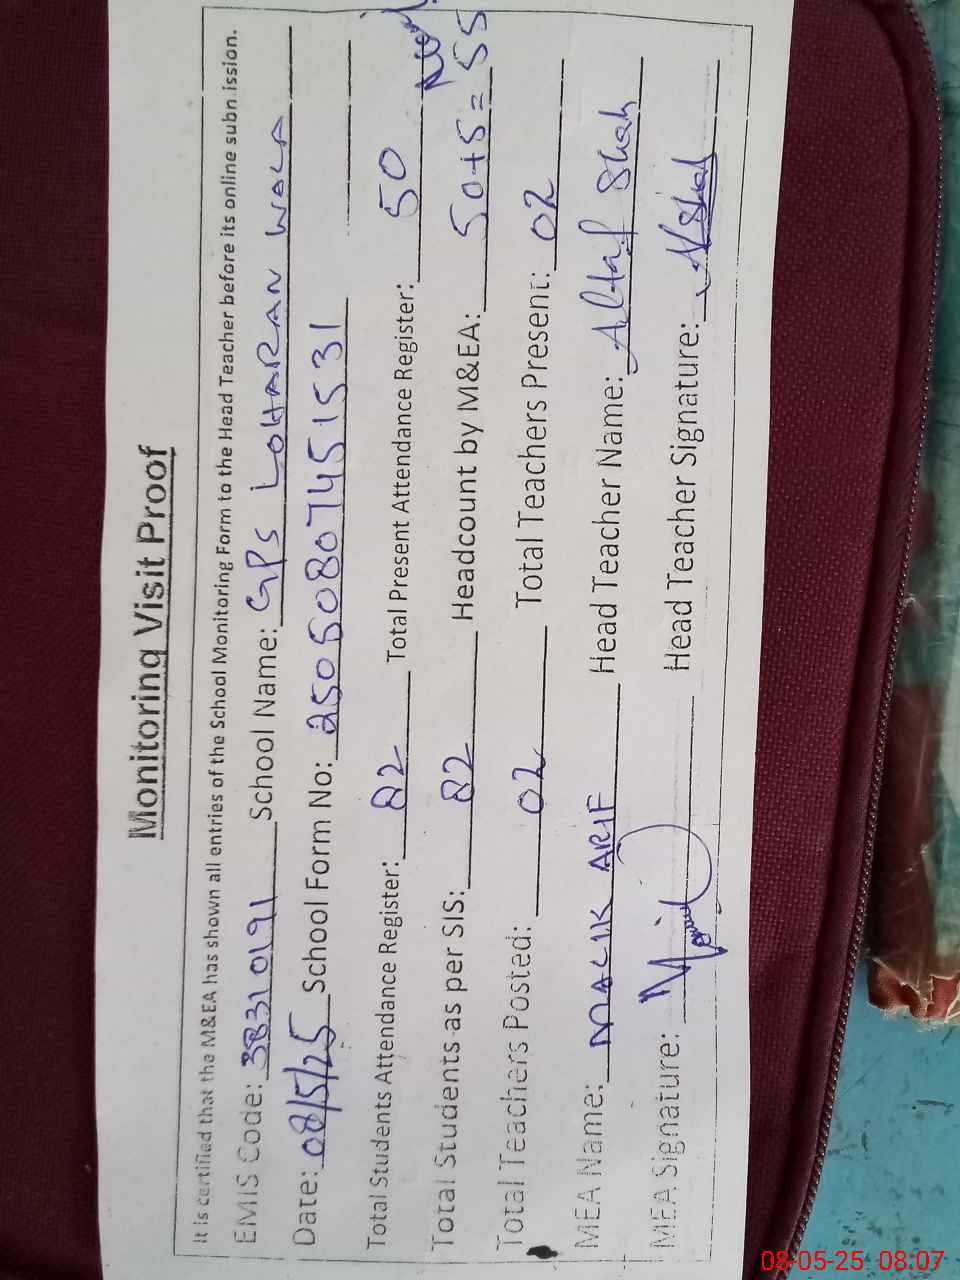 Monitoring Visit Proof
It is certified that the M&EA has shown all entries of the School Monitoring Form to the Head Teacher before its online submission.
EMIS Code: 38310191 School Name: GPS LOHARAN WALA
Date: 08/5/25 School Form No: 25050807451531
Total Students Attendance Register: 82 Total Present Attendance Register: 50
Total Students as per SIS: 82 Headcount by M&EA: 50+5=55
Total Teachers Posted: 02 Total Teachers Present: 02
MEA Name: MALIK ARIF Head Teacher Name: Altaf Shah
MEA Signature: Head Teacher Signature:
08-05-25 08:07